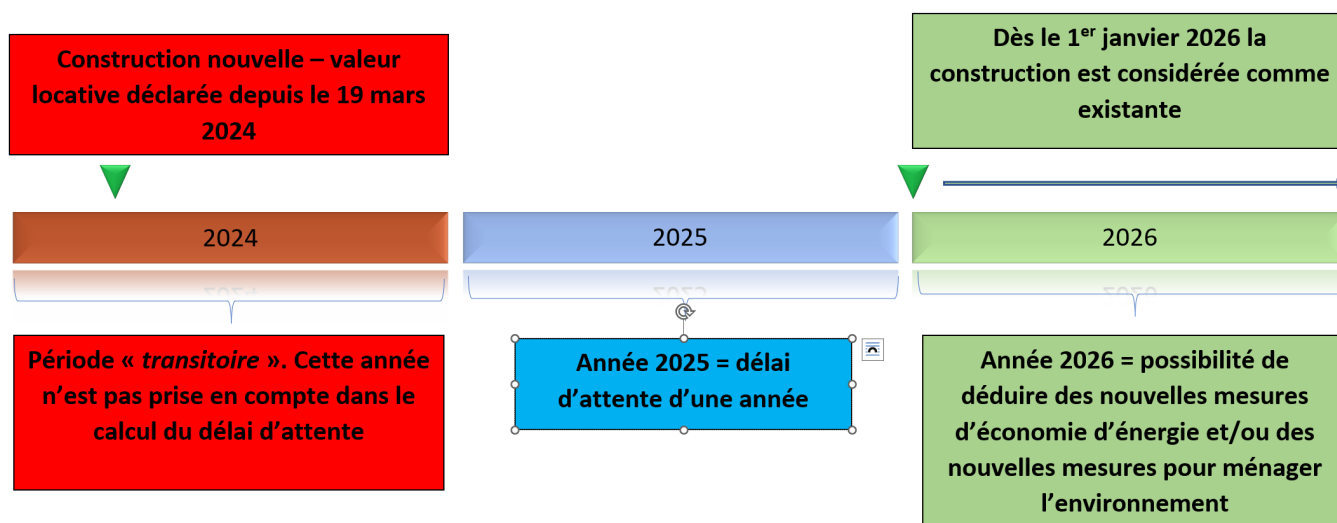 Construction nouvelle – valeur
locative déclarée depuis le 19 mars
2024
Dès le 1er janvier 2026 la
construction est considérée comme
existante
2024
2025
2026
Période « transitoire ». Cette année
n’est pas prise en compte dans le
calcul du délai d’attente
Année 2025 = délai
d’attente d’une année
Année 2026 = possibilité de
déduire des nouvelles mesures
d’économie d’énergie et/ou des
nouvelles mesures pour ménager
l’environnement